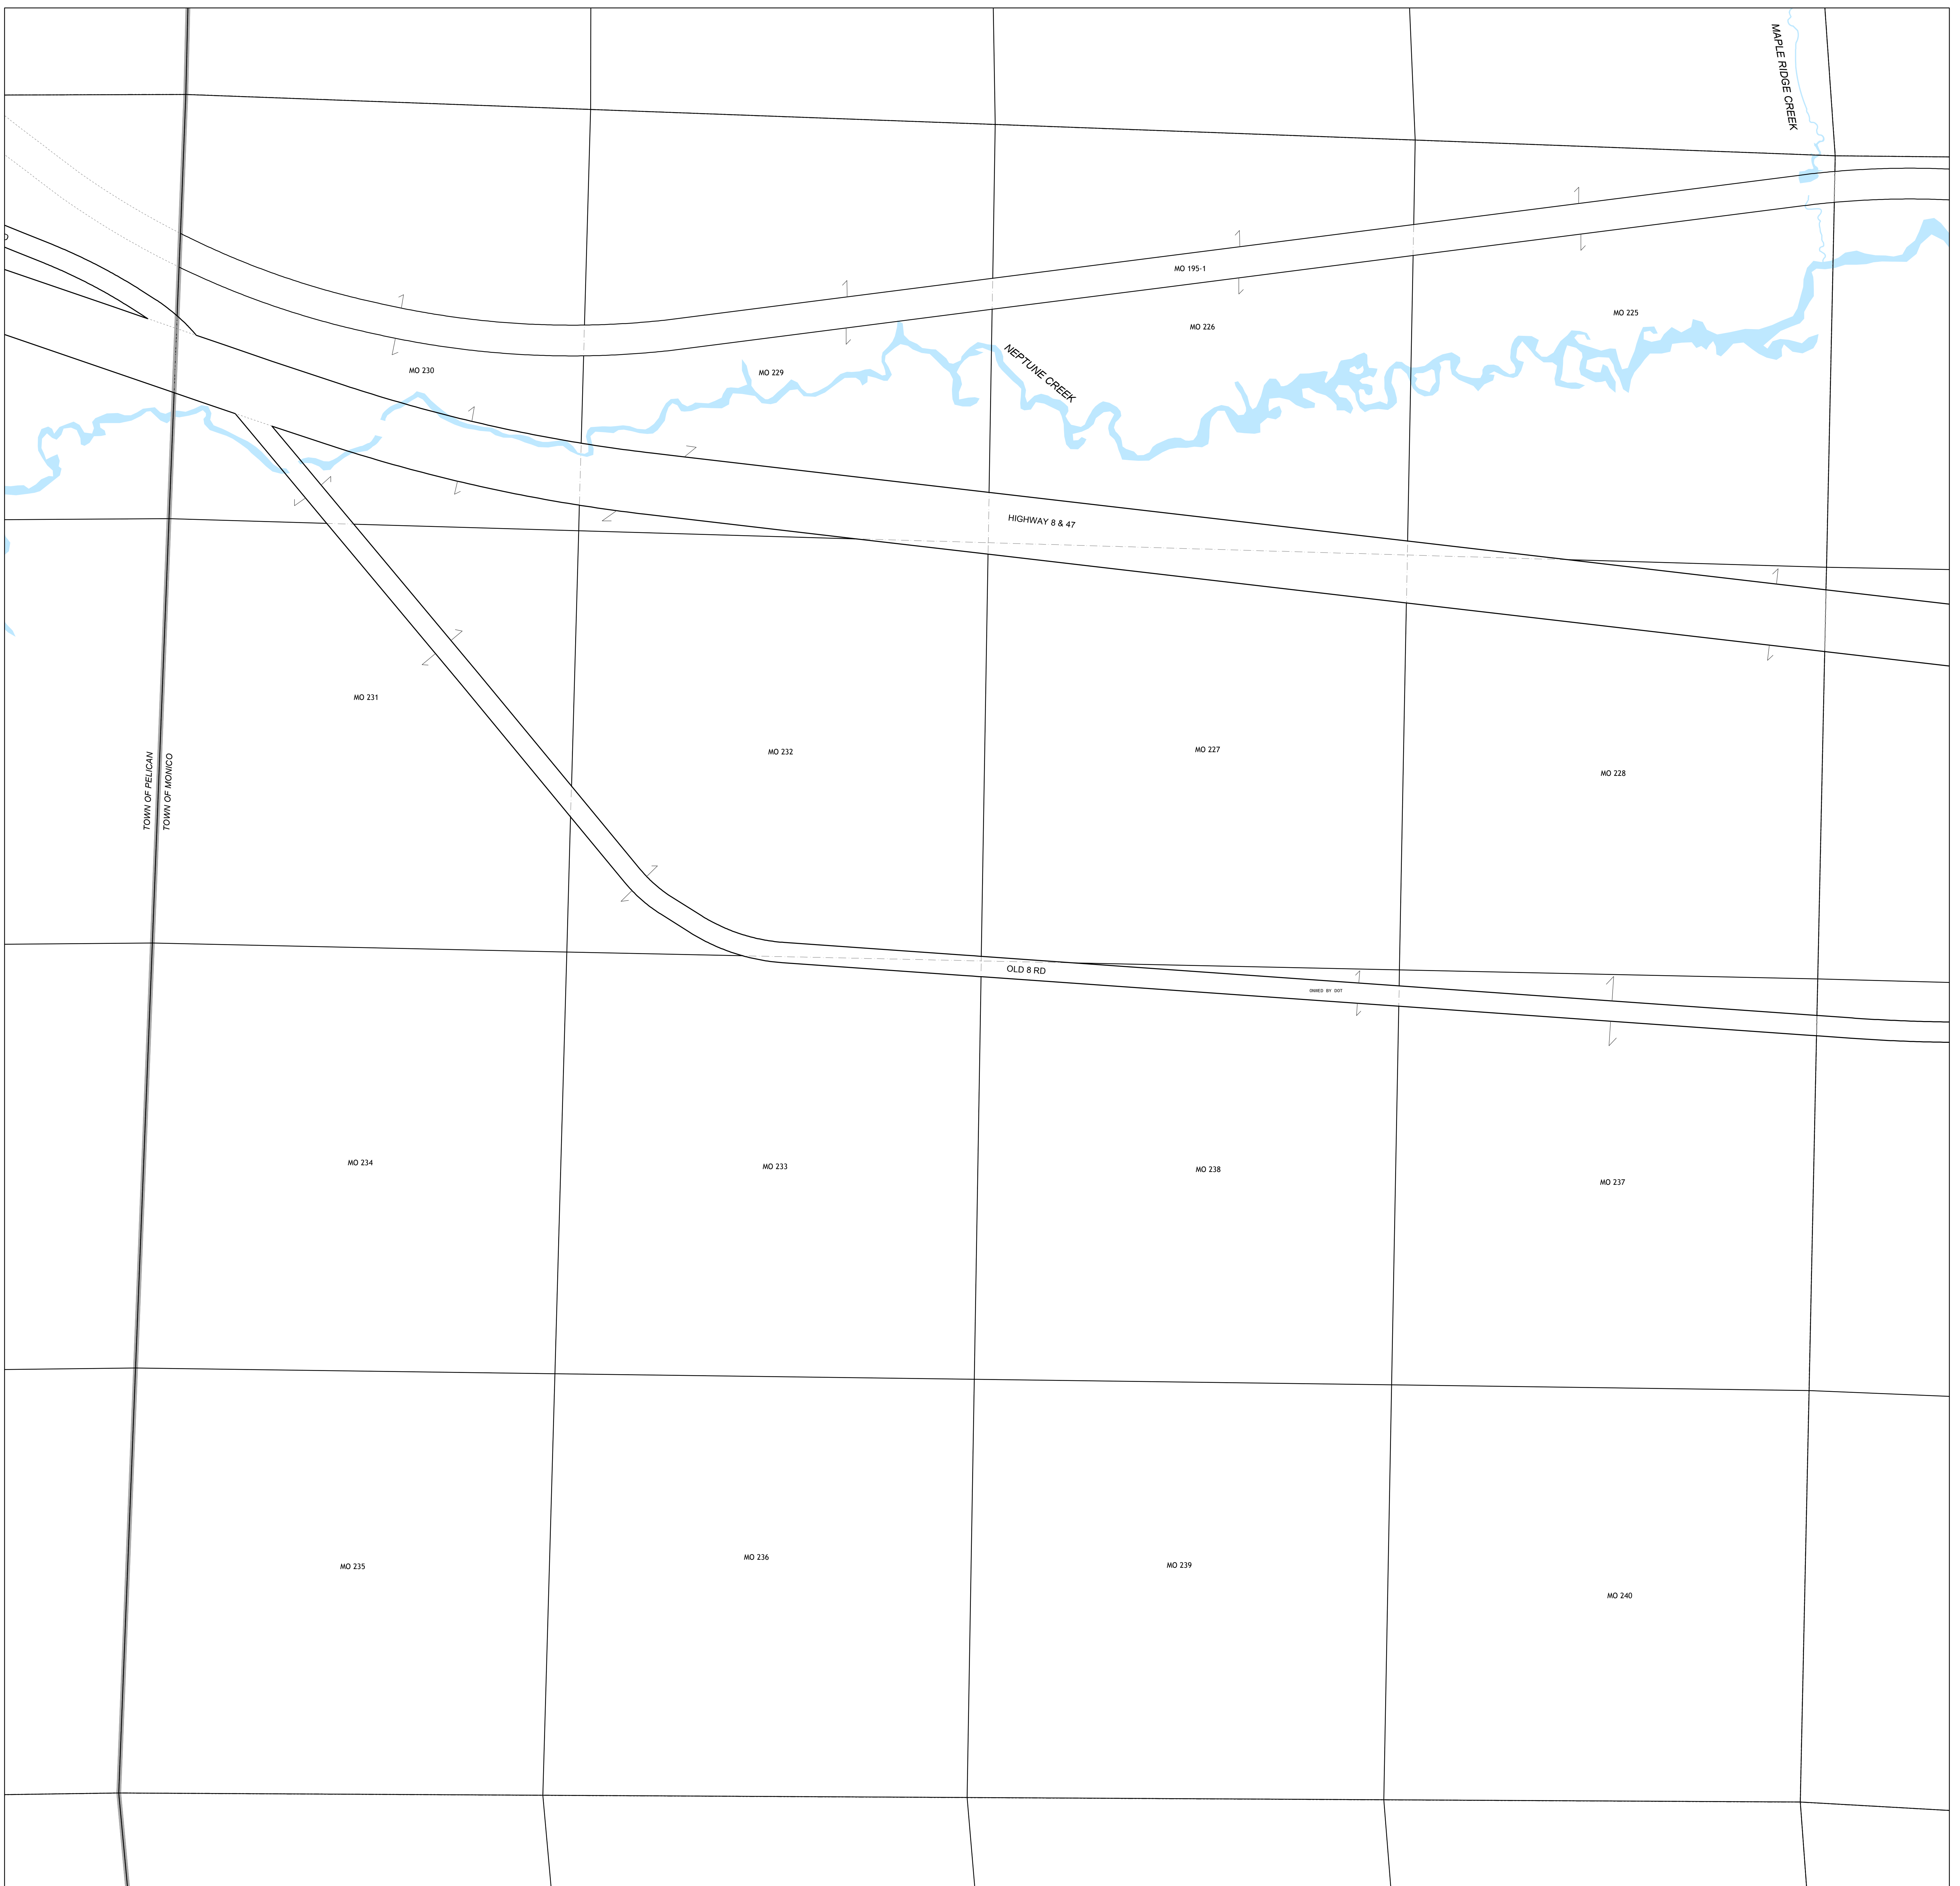 MAPLE RIDGE CREEK
MO 195-1
MO 225
MO 226
NEPTUNE CREEK
MO 230
MO 229
HIGHWAY 8 & 47
MO 231
MO 232
MO 227
MO 228
TOWN OF PELICAN
TOWN OF MONICO
OLD 8 RD
OWNED BY DOT
MO 234
MO 233
MO 238
MO 237
MO 235
MO 236
MO 239
MO 240